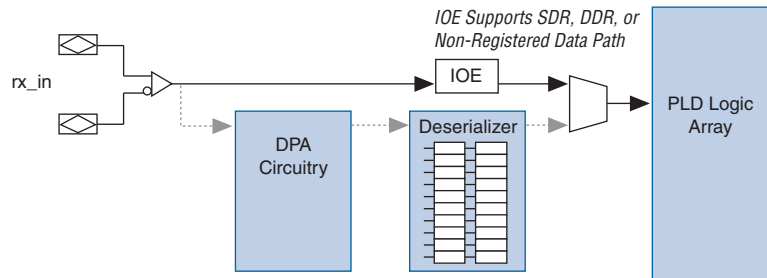 IOE Supports SDR, DDR, or
Non-Registered Data Path
rx_in
IOE
PLD Logic
Array
DPA
Circuitry
Deserializer